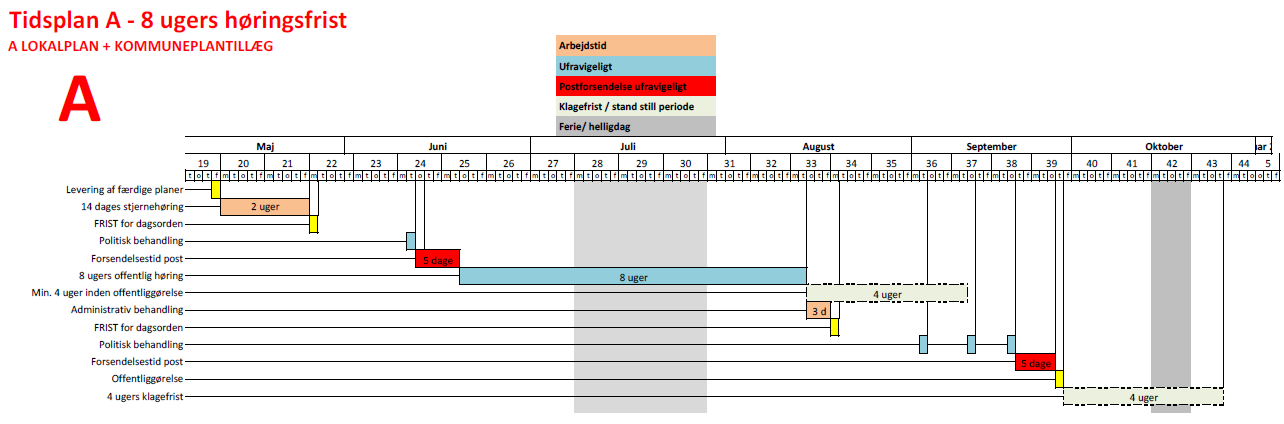 Tidsplan A - 8 ugers høringsfrist
A LOKALPLAN + KOMMUNEPLANTILLÆG
A
Arbejdstid
Ufravigeligt
Postforsendelse ufravigeligt
Klagefrist / stand still periode
Ferie/ helligdag
Maj Juni Juli August September Oktober
19 20 21 22 23 24 25 26 27 28 29 30 31 32 33 34 35 36 37 38 39 40 41 42 43 44 5
Levering af færdige planer
14 dages stjernehøring 2 uger
FRIST for dagsorden
Politisk behandling
Forsendelsestid post 5 dage
8 ugers offentlig høring 8 uger
Min. 4 uger inden offentliggørelse 4 uger
Administrativ behandling 3 d
FRIST for dagsorden
Politisk behandling
Forsendelsestid post 5 dage
Offentliggørelse
4 ugers klagefrist 4 uger